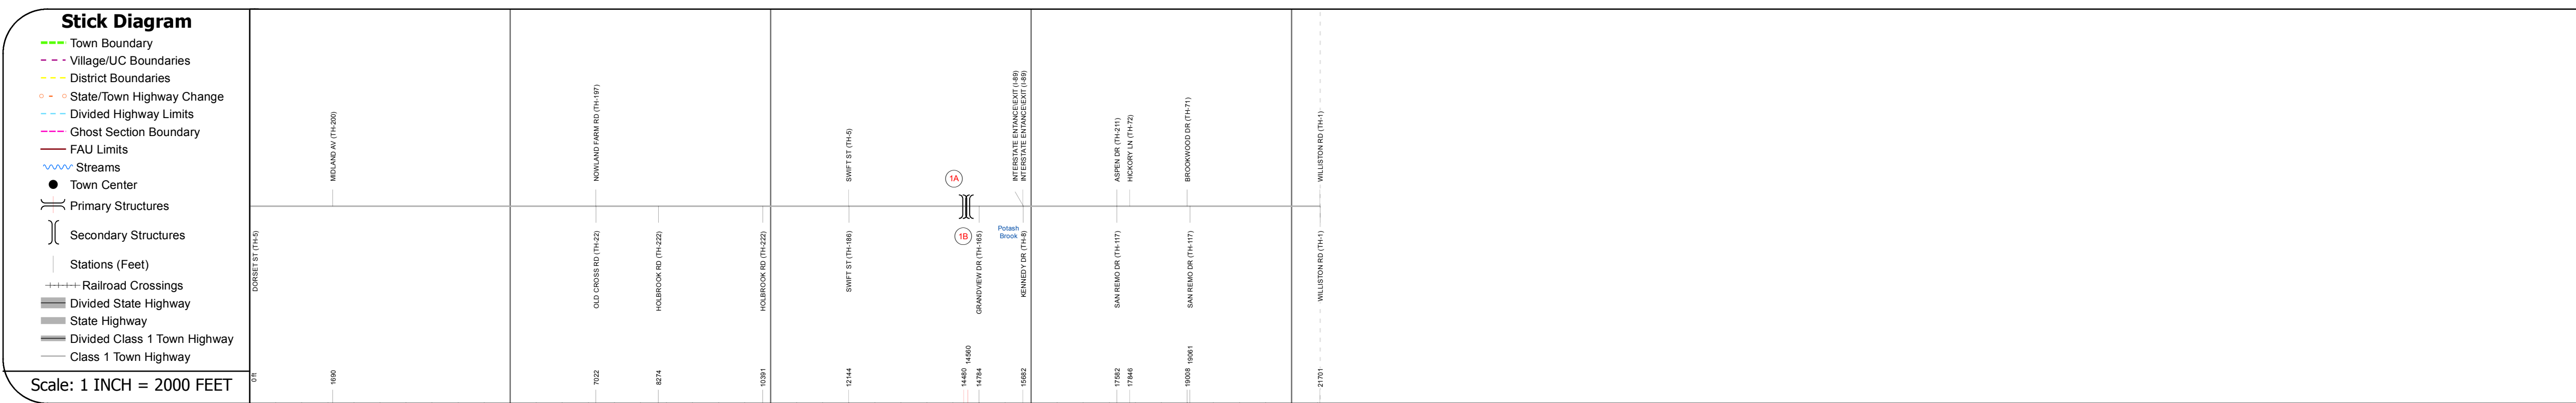 Stick Diagram
Town Boundary
Village/UC Boundaries
District Boundaries
State/Town Highway Change
Divided Highway Limits
Ghost Section Boundary
FAU Limits
Streams
Town Center
Primary Structures
Secondary Structures
Stations (Feet)
Railroad Crossings
Divided State Highway
State Highway
Divided Class 1 Town Highway
Class 1 Town Highway
Scale: 1 INCH = 2000 FEET
MIDLAND AV (TH-200)
NOWLAND FARM RD (TH-197)
SWIFT ST (TH-5)
1A
INTERSTATE ENTANCE\EXIT (I-89)
INTERSTATE ENTANCE\EXIT (I-89)
ASPEN DR (TH-211)
HICKORY LN (TH-72)
BROOKWOOD DR (TH-71)
WILLISTON RD (TH-1)
DORSET ST (TH-5)
OLD CROSS RD (TH-22)
HOLBROOK RD (TH-222)
HOLBROOK RD (TH-222)
SWIFT ST (TH-186)
1B
GRANDVIEW DR (TH-165)
Potash
Brook
KENNEDY DR (TH-8)
SAN REMO DR (TH-117)
SAN REMO DR (TH-117)
WILLISTON RD (TH-1)
0 ft
1690
7022
8274
10391
12144
14480
14560
14784
15682
17582
17846
19008
19061
21701